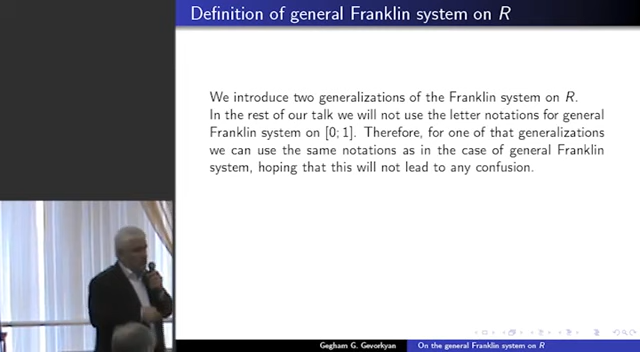 Definition of general Franklin system on R
We introduce two generalizations of the Franklin system on R.
In the rest of our talk we will not use the letter notations for general
Franklin system on [0; 1]. Therefore, for one of that generalizations
we can use the same notations as in the case of general Franklin
system, hoping that this will not lead to any confusion.
Gegham G. Gevorkyan On the general Franklin system on R